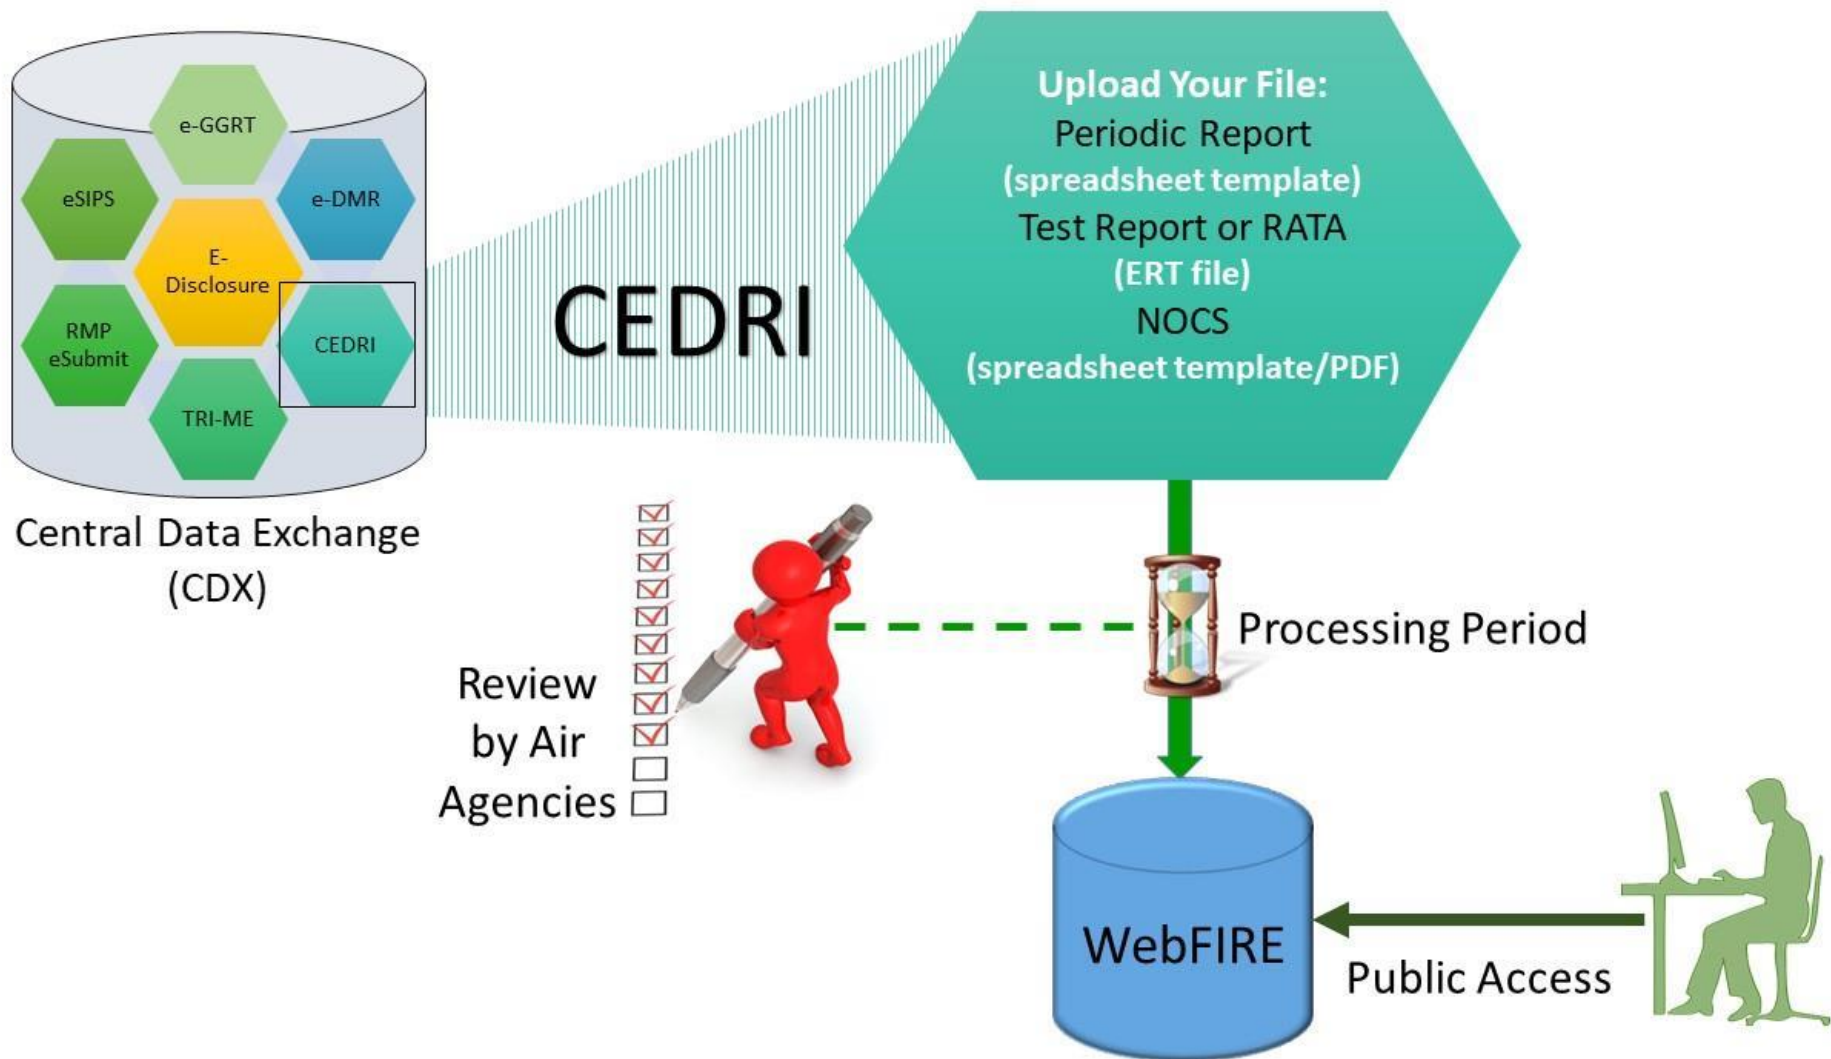 e-GGRT
eSIPS
e-DMR
E-
Disclosure
RMP
eSubmit
CEDRI
TRI-ME
Central Data Exchange
(CDX)
CEDRI
Upload Your File:
Periodic Report
(spreadsheet template)
Test Report or RATA
(ERT file)
NOCS
(spreadsheet template/PDF)
Review
by Air
Agencies
Processing Period
WebFIRE
Public Access